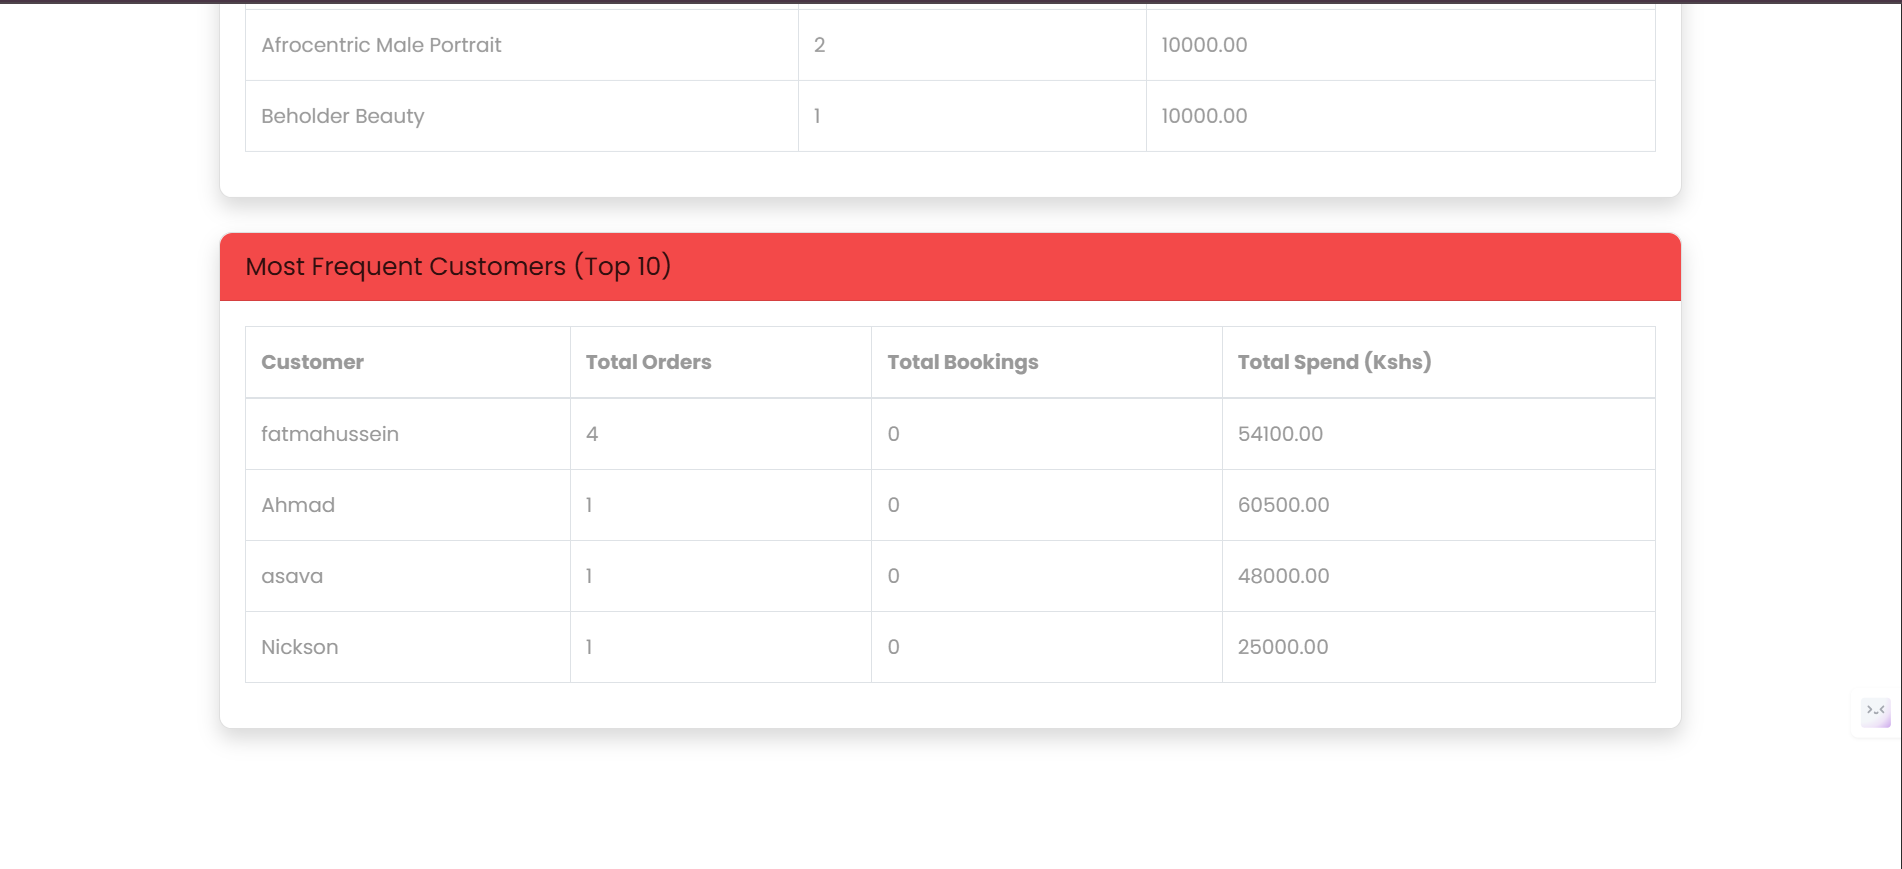 Afrocentric Male Portrait 2 10000.00
Beholder Beauty 1 10000.00
Most Frequent Customers (Top 10)
Customer Total Orders Total Bookings Total Spend (Kshs)
fatmahussein 4 0 54100.00
Ahmad 1 0 60500.00
asava 1 0 48000.00
Nickson 1 0 25000.00